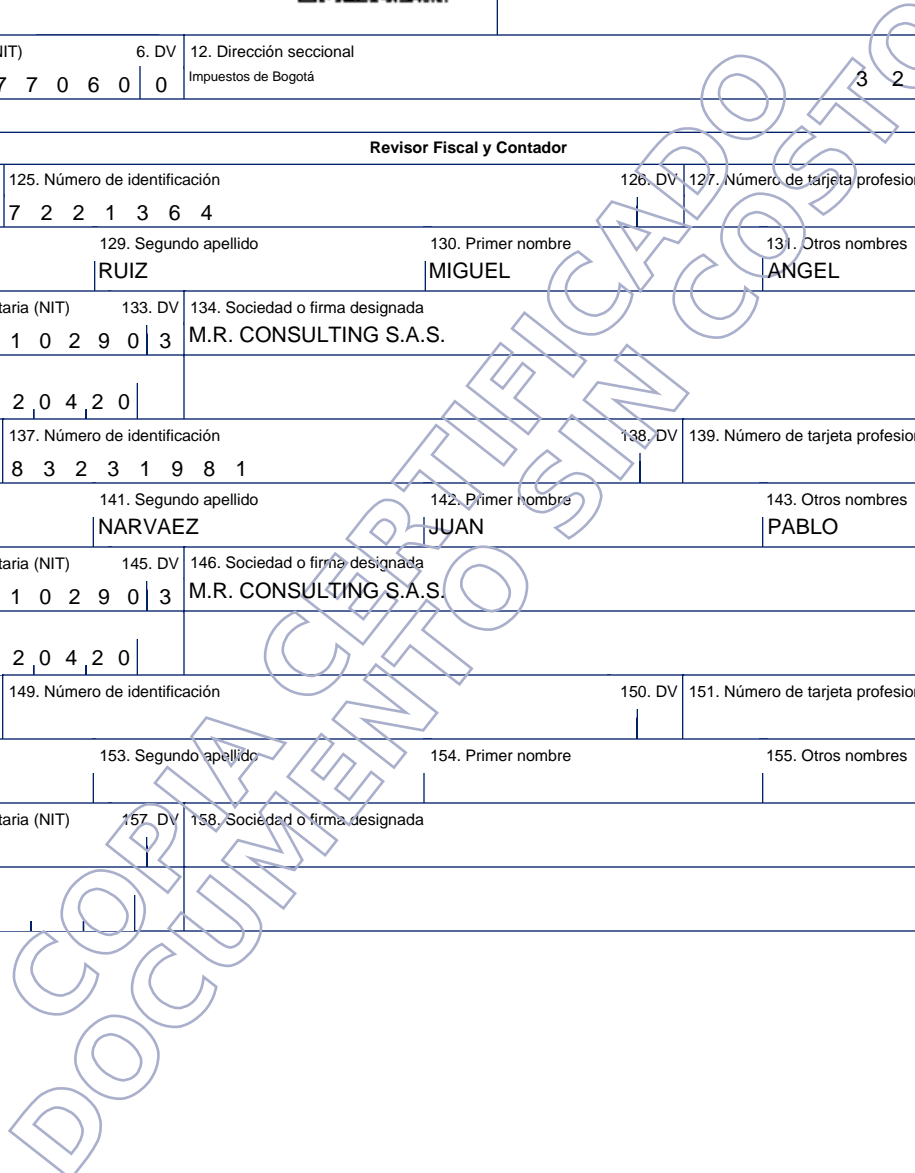 IIT) 6. DV 12. Dirección seccional
7 7 0 6 0 0 Impuestos de Bogotá 3 2
Revisor Fiscal y Contador
125. Número de identificación 126. DV 127. Número de tarjeta profesion
7 2 2 1 3 6 4
129. Segundo apellido 130. Primer nombre 131. Otros nombres
RUIZ MIGUEL ANGEL
taria (NIT) 133. DV 134. Sociedad o firma designada
1 0 2 9 0 3 M.R. CONSULTING S.A.S.
2 0 4 2 0
137. Número de identificación 138. DV 139. Número de tarjeta profesion
8 3 2 3 1 9 8 1
141. Segundo apellido 142. Primer nombre 143. Otros nombres
NARVAEZ JUAN PABLO
taria (NIT) 145. DV 146. Sociedad o firma designada
1 0 2 9 0 3 M.R. CONSULTING S.A.S.
2 0 4 2 0
149. Número de identificación 150. DV 151. Número de tarjeta profesion
153. Segundo apellido 154. Primer nombre 155. Otros nombres
taria (NIT) 157. DV 158. Sociedad o firma designada
COPIA CERTIFICADO
DOCUMENTO SIN COSTO